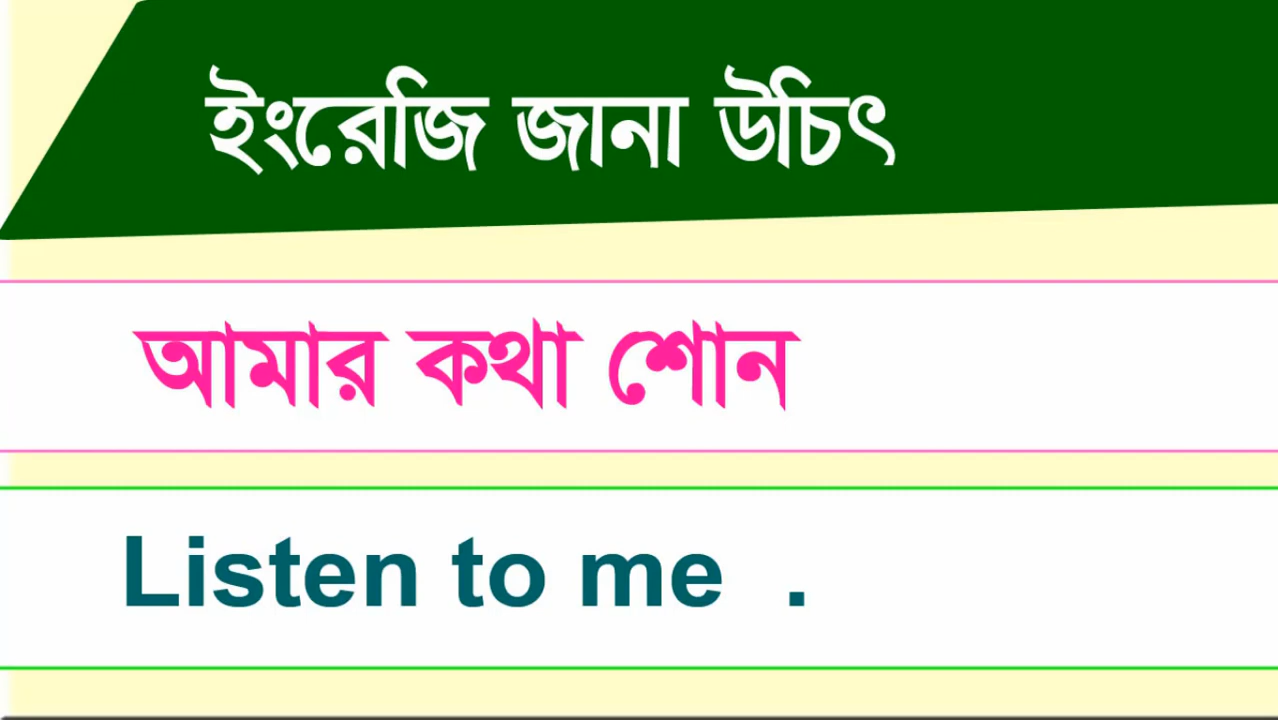 ইংরেজি জানা উচিৎ
আমার কথা শোন
Listen to me .